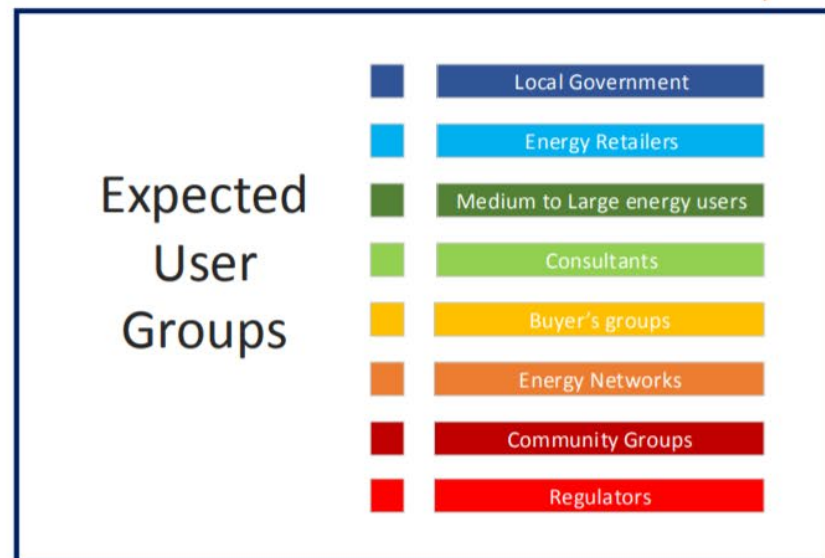 Expected
User
Groups
Local Government
Energy Retailers
Medium to Large energy users
Consultants
Buyer’s groups
Energy Networks
Community Groups
Regulators